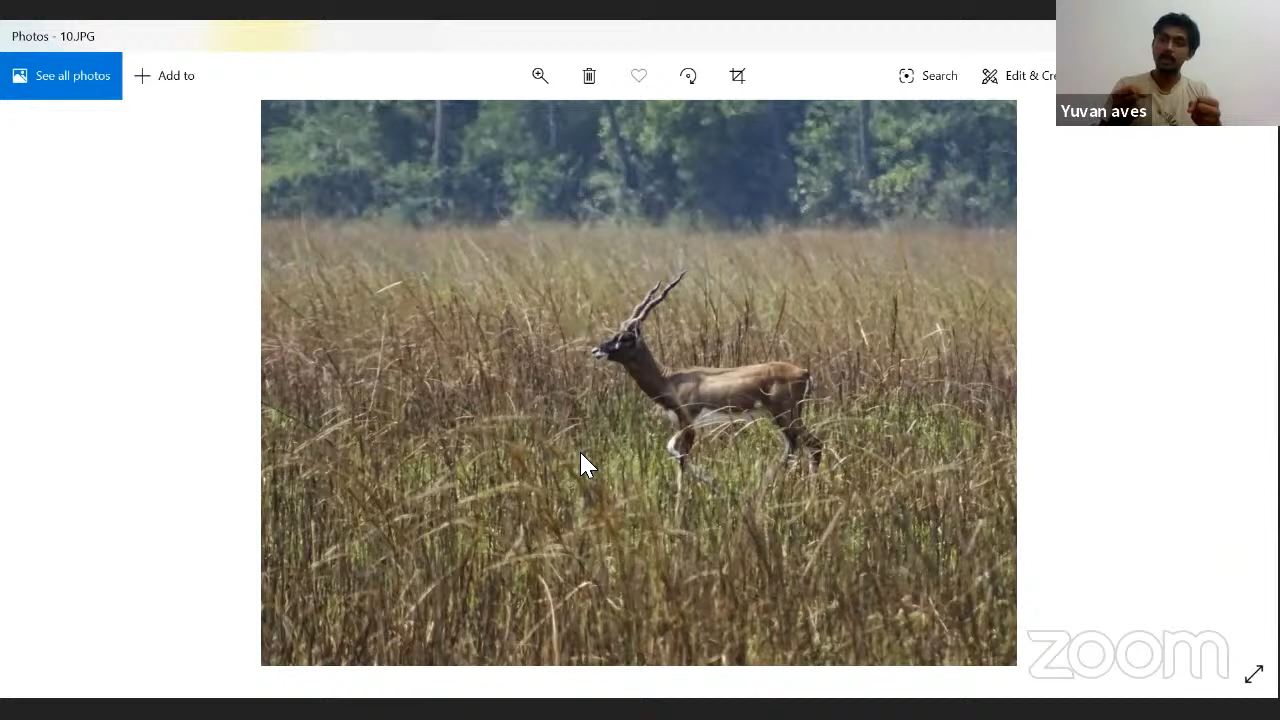 Photos - 10.JPG
See all photos
Add to
Search
Edit & Cre
Yuvan aves
zoom